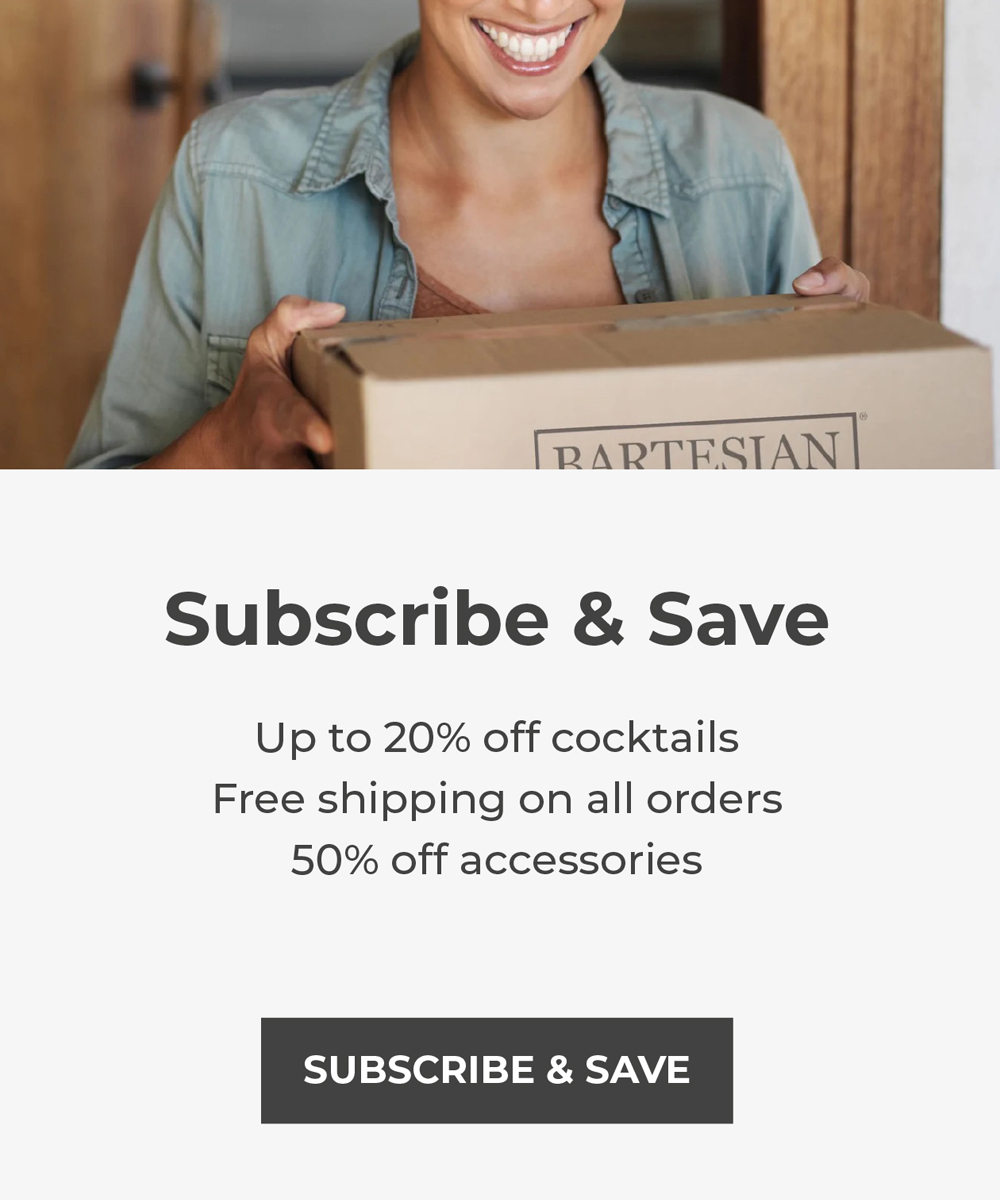 BARTESIAN®
Subscribe & Save
Up to 20% off cocktails
Free shipping on all orders
50% off accessories
SUBSCRIBE & SAVE